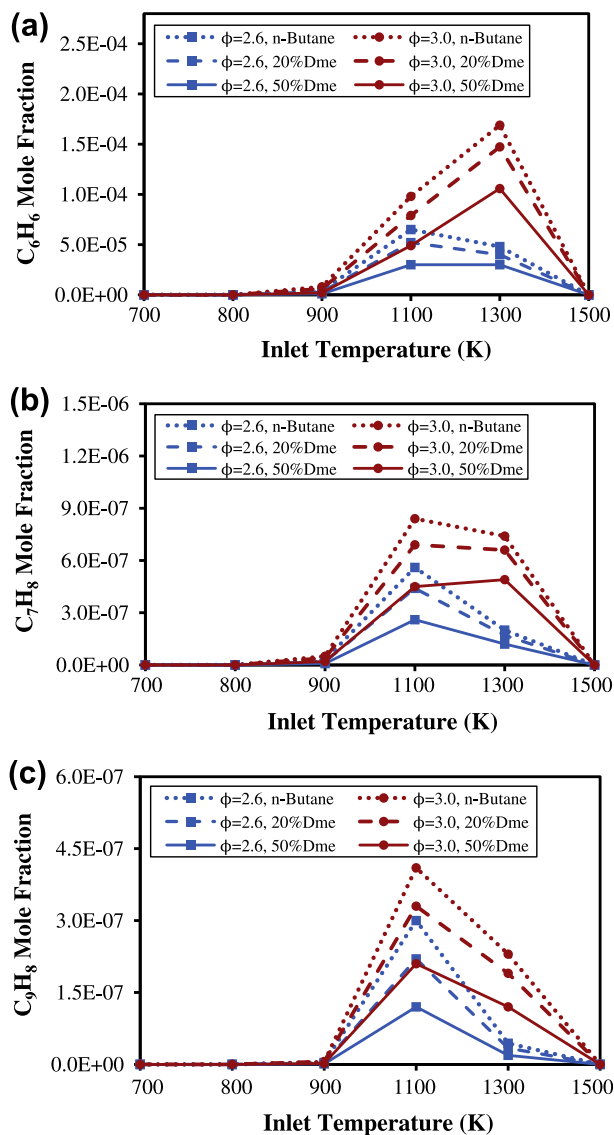 (a)
C₆H₆ Mole Fraction
2.5E-04
2.0E-04
1.5E-04
1.0E-04
5.0E-05
0.0E+00
ϕ=2.6, n-Butane
ϕ=3.0, n-Butane
ϕ=2.6, 20%Dme
ϕ=3.0, 20%Dme
ϕ=2.6, 50%Dme
ϕ=3.0, 50%Dme
700 800 900 1100 1300 1500
Inlet Temperature (K)
(b)
C₇H₈ Mole Fraction
1.5E-06
1.2E-06
9.0E-07
6.0E-07
3.0E-07
0.0E+00
ϕ=2.6, n-Butane
ϕ=3.0, n-Butane
ϕ=2.6, 20%Dme
ϕ=3.0, 20%Dme
ϕ=2.6, 50%Dme
ϕ=3.0, 50%Dme
700 800 900 1100 1300 1500
Inlet Temperature (K)
(c)
C₉H₈ Mole Fraction
6.0E-07
4.5E-07
3.0E-07
1.5E-07
0.0E+00
ϕ=2.6, n-Butane
ϕ=3.0, n-Butane
ϕ=2.6, 20%Dme
ϕ=3.0, 20%Dme
ϕ=2.6, 50%Dme
ϕ=3.0, 50%Dme
700 800 900 1100 1300 1500
Inlet Temperature (K)